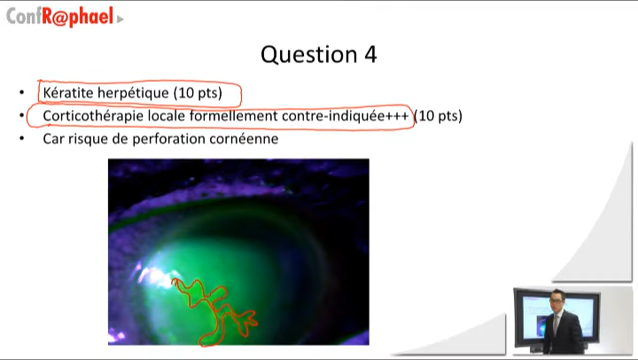 ConfR@phael
Question 4
• Kératite herpétique (10 pts)
• Corticothérapie locale formellement contre-indiquée+++ (10 pts)
• Car risque de perforation cornéenne